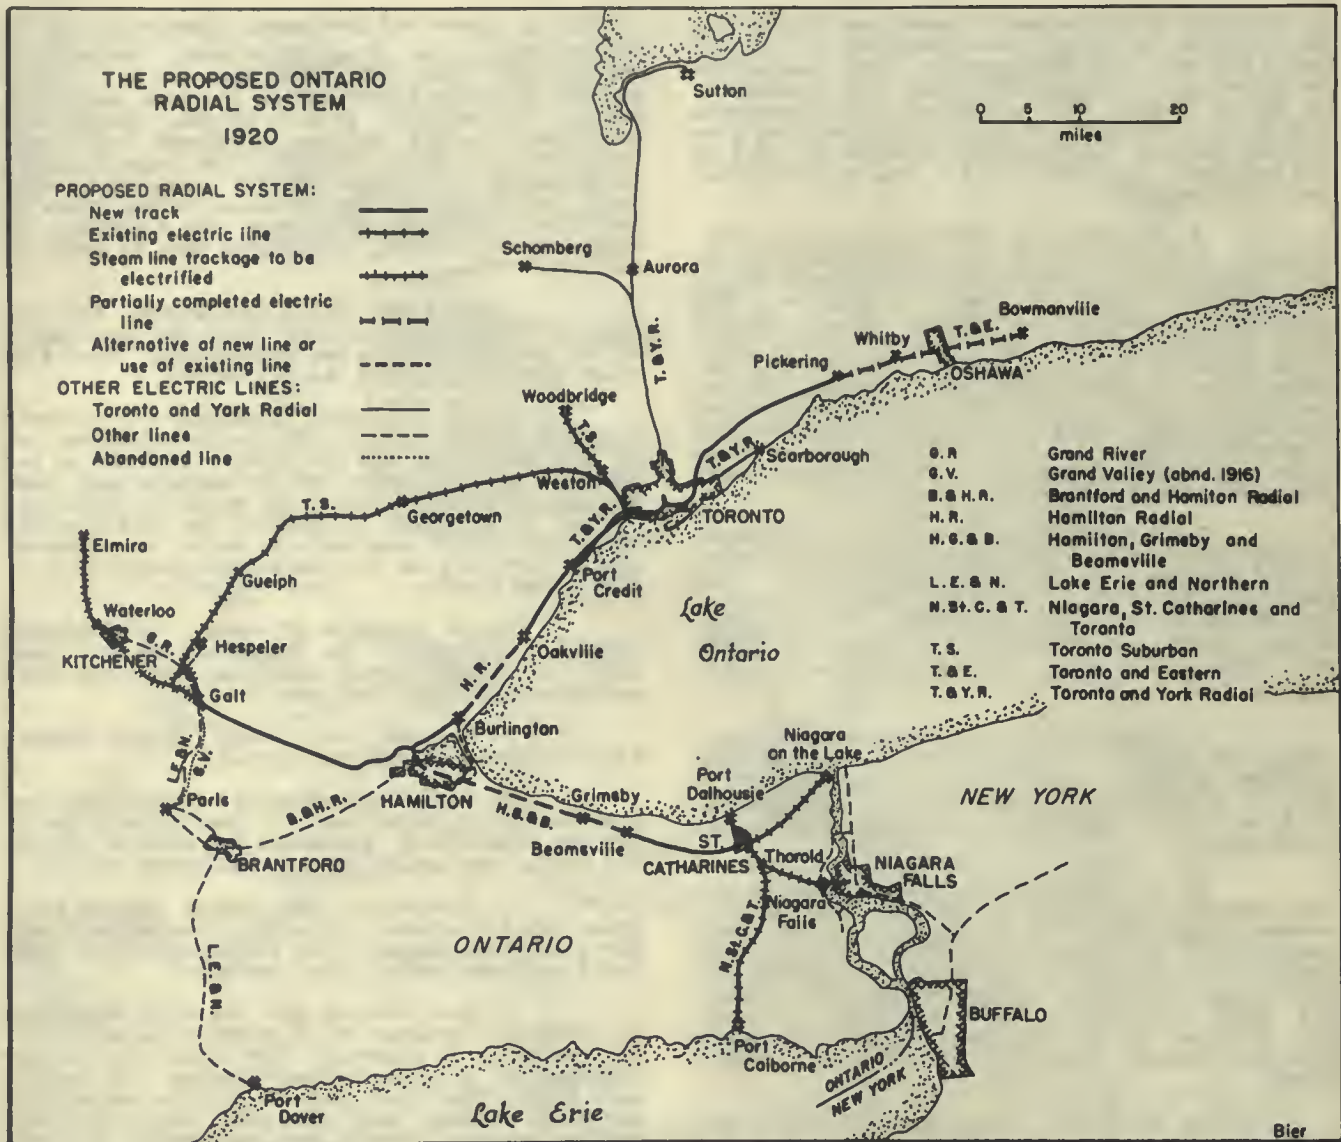 THE PROPOSED ONTARIO
RADIAL SYSTEM
1920
PROPOSED RADIAL SYSTEM:
New track
Existing electric line
Steam line trackage to be
electrified
Partially completed electric
line
Alternative of new line or
use of existing line
OTHER ELECTRIC LINES:
Toronto and York Radial
Other lines
Abandoned line
0 5 10 20
miles
Sutton
Schomberg
Aurora
T.&Y.R.
Bowmanville
T.&E.
Whitby
Pickering
OSHAWA
Woodbridge
T.S.
T.&Y.R.
Scarborough
Weston
T.S.
Georgetown
T.&Y.R.
TORONTO
Elmira
Guelph
Port
Credit
Waterloo
G.R.
KITCHENER
Hespeler
Galt
Oakville
H.R.
Burlington
Lake
Ontario
G.R Grand River
G.V. Grand Valley (abnd. 1916)
B.&H.R. Brantford and Hamiton Radial
H.R. Hamilton Radial
H.G.&B. Hamilton, Grimsby and
Beamsville
L.E.&N. Lake Erie and Northern
N.St.C.&T. Niagara, St. Catharines and
Toronto
T.S. Toronto Suburban
T.&E. Toronto and Eastern
T.&Y.R. Toronto and York Radial
L.E.&N.
G.V.
Paris
B.&H.R.
HAMILTON
BRANTFORD
H.G.&B.
Grimsby
Beamsville
Port
Dalhousie
Niagara
on the Lake
NEW YORK
ST.
CATHARINES
Thorold
NIAGARA
FALLS
Niagara
Falls
ONTARIO
L.E.&N.
N.St.C.&T.
BUFFALO
Port
Colborne
ONTARIO
NEW YORK
Port
Dover
Lake Erie
Bier